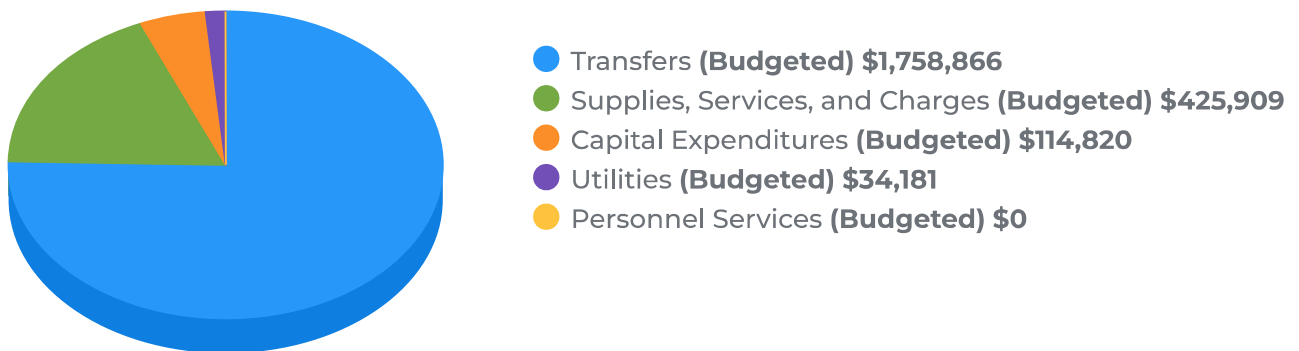 Transfers (Budgeted) $1,758,866
Supplies, Services, and Charges (Budgeted) $425,909
Capital Expenditures (Budgeted) $114,820
Utilities (Budgeted) $34,181
Personnel Services (Budgeted) $0